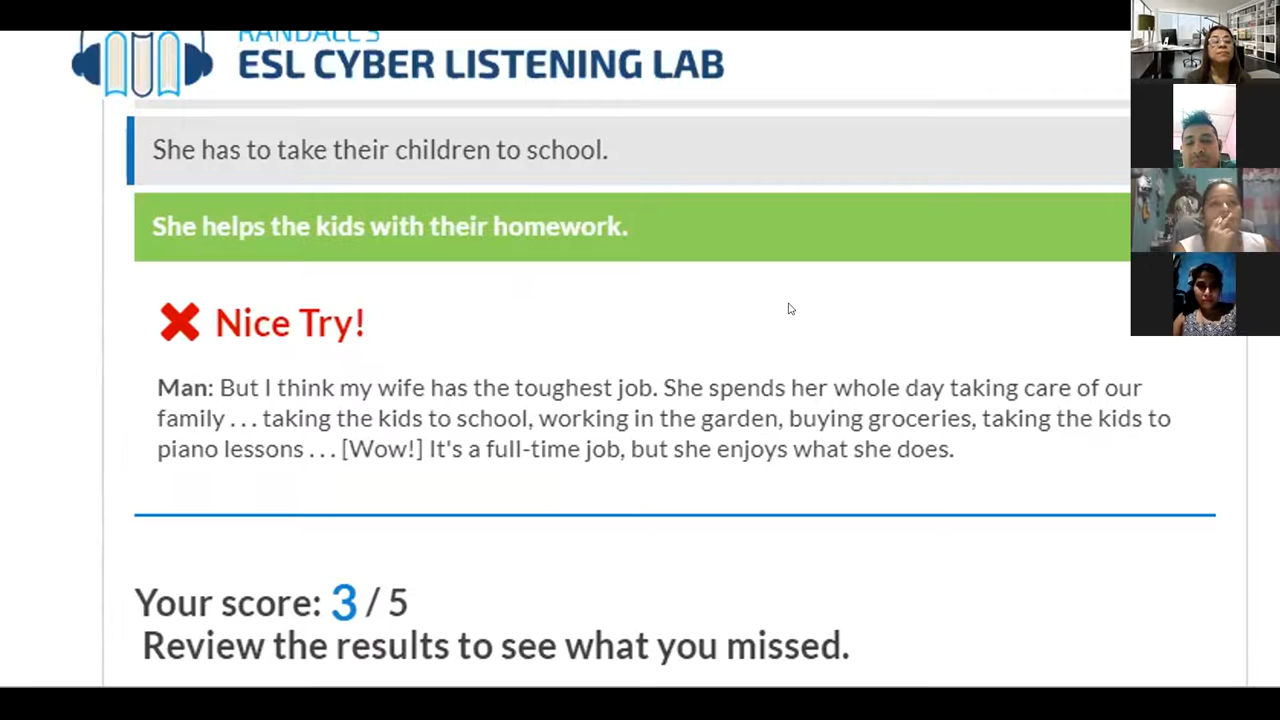 RANDALL'S
ESL CYBER LISTENING LAB
She has to take their children to school.
She helps the kids with their homework.
Nice Try!
Man: But I think my wife has the toughest job. She spends her whole day taking care of our
family . . . taking the kids to school, working in the garden, buying groceries, taking the kids to
piano lessons . . . [Wow!] It's a full-time job, but she enjoys what she does.
Your score: 3 / 5
Review the results to see what you missed.